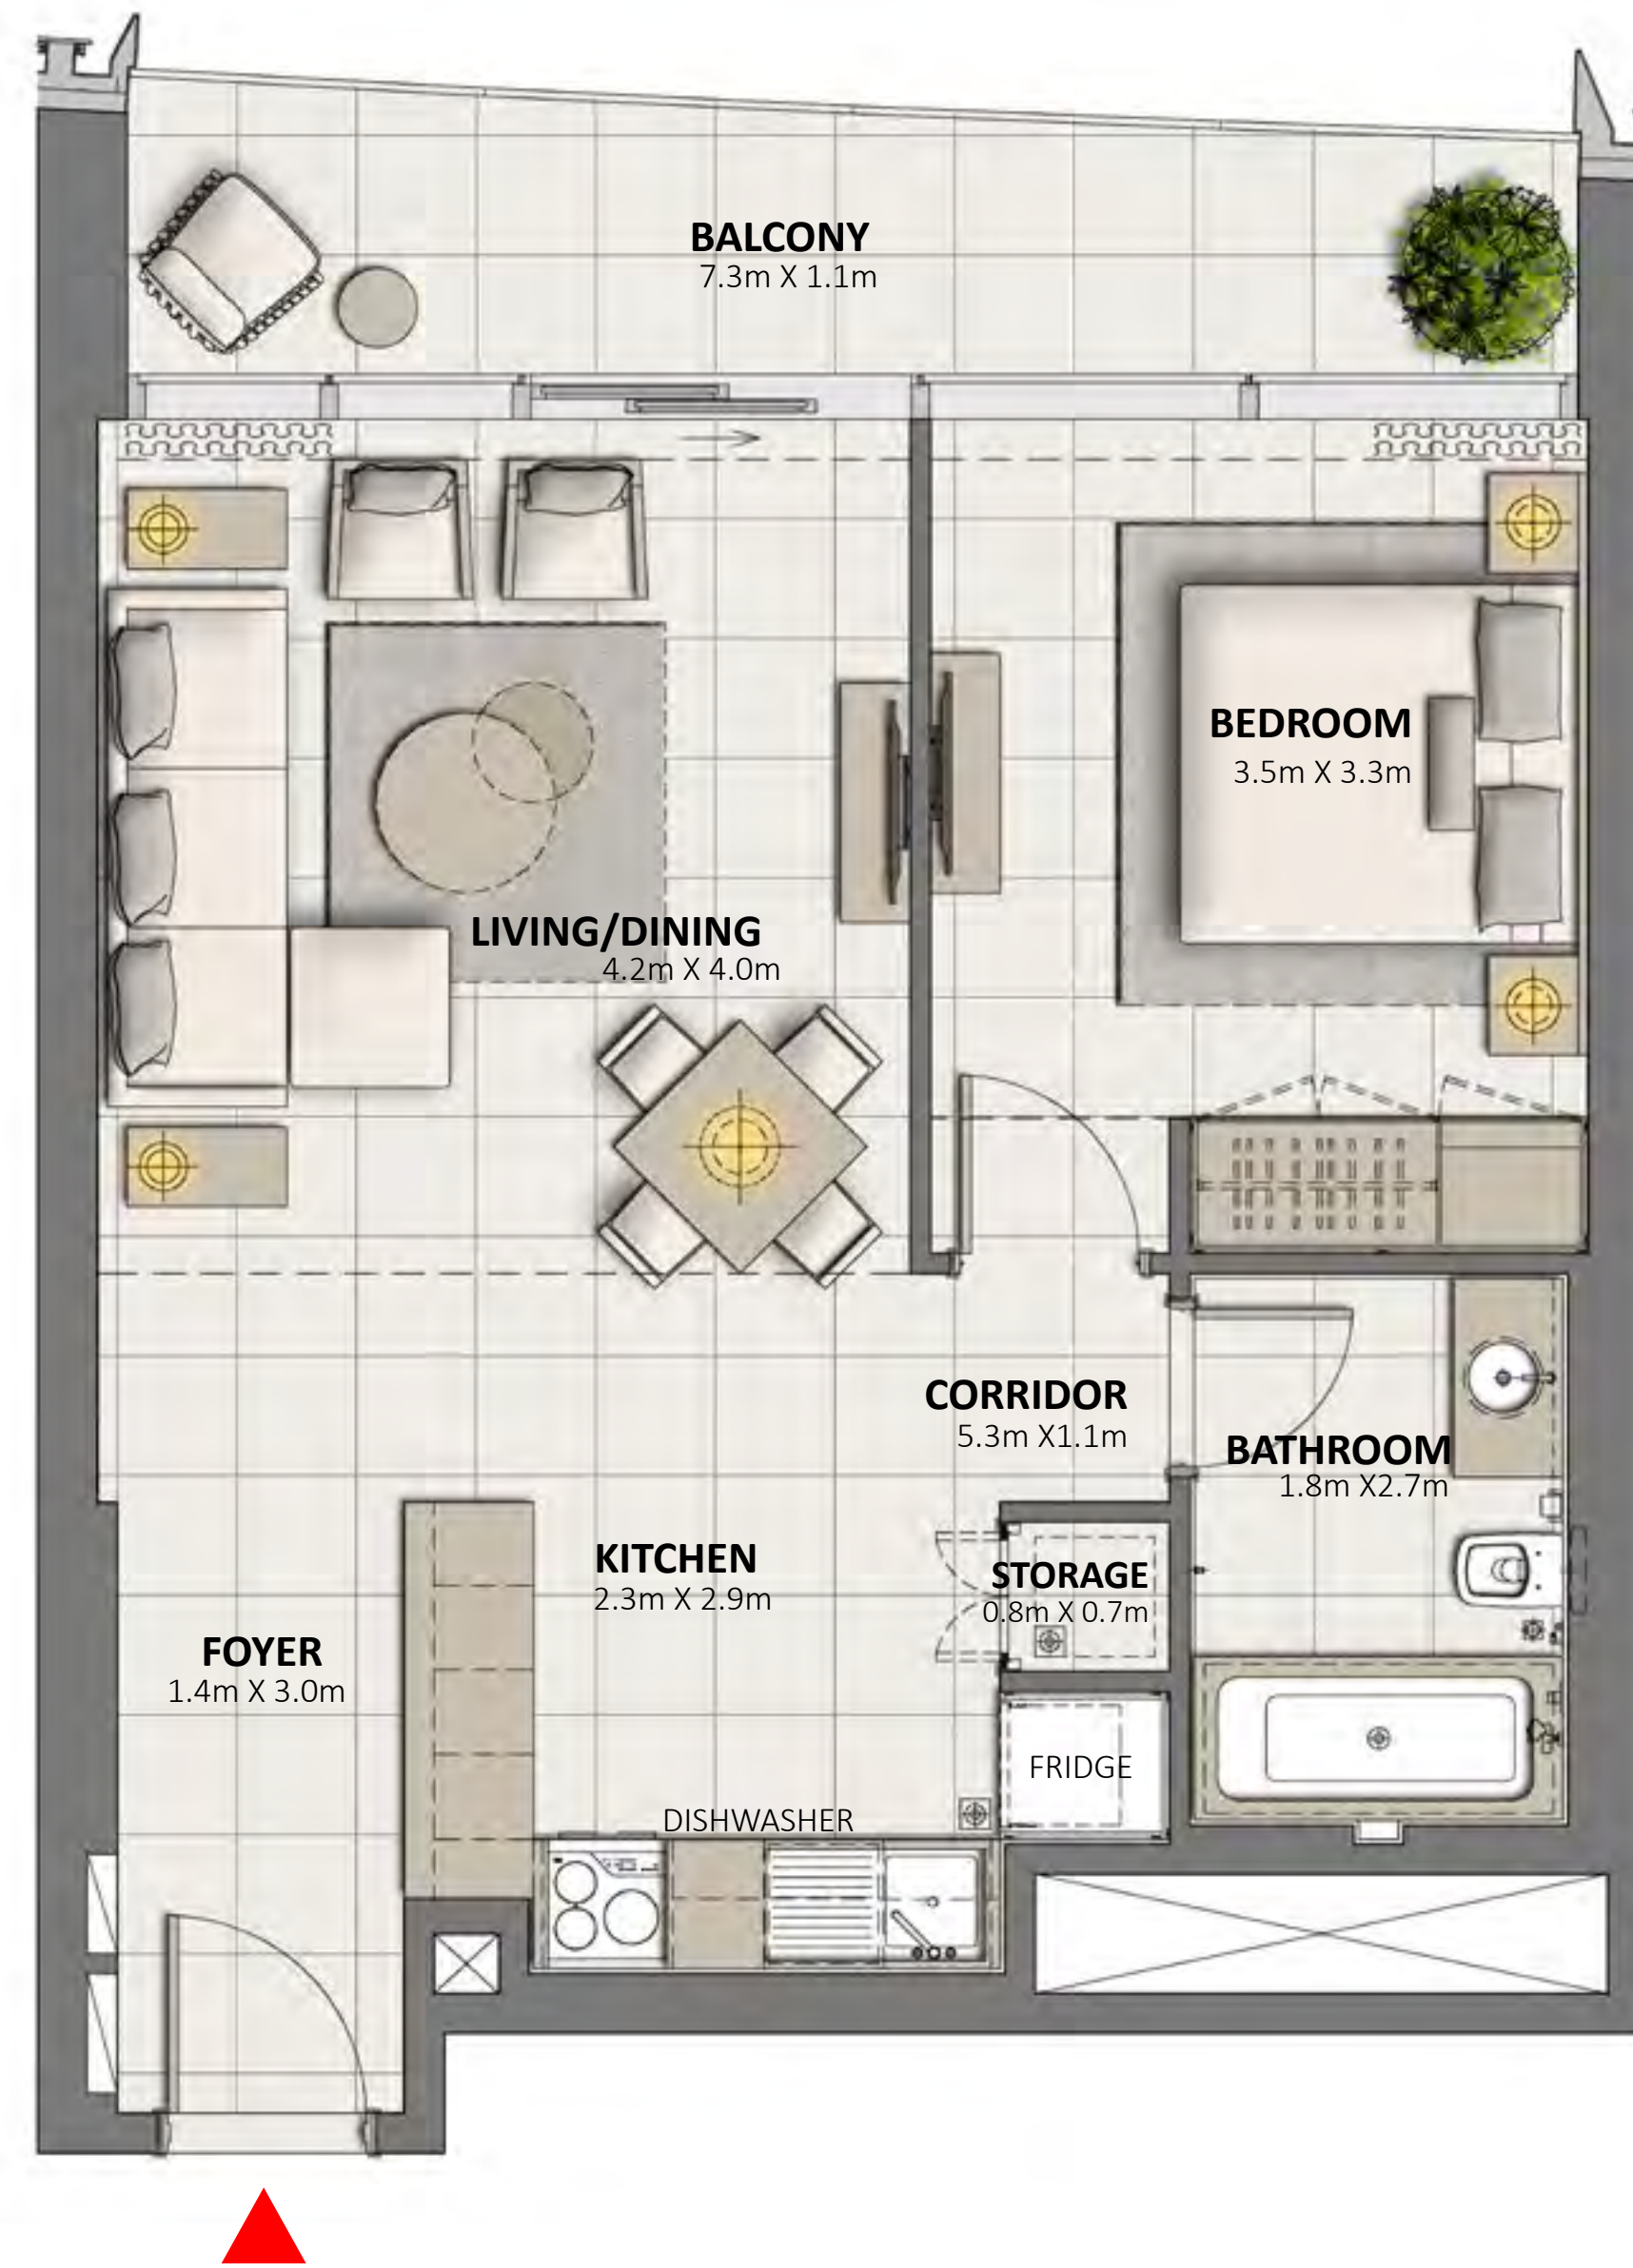 BALCONY
7.3m X 1.1m
BEDROOM
3.5m X 3.3m
LIVING/DINING
4.2m X 4.0m
CORRIDOR
5.3m X1.1m
BATHROOM
1.8m X2.7m
KITCHEN
2.3m X 2.9m
STORAGE
0.8m X 0.7m
FOYER
1.4m X 3.0m
FRIDGE
DISHWASHER